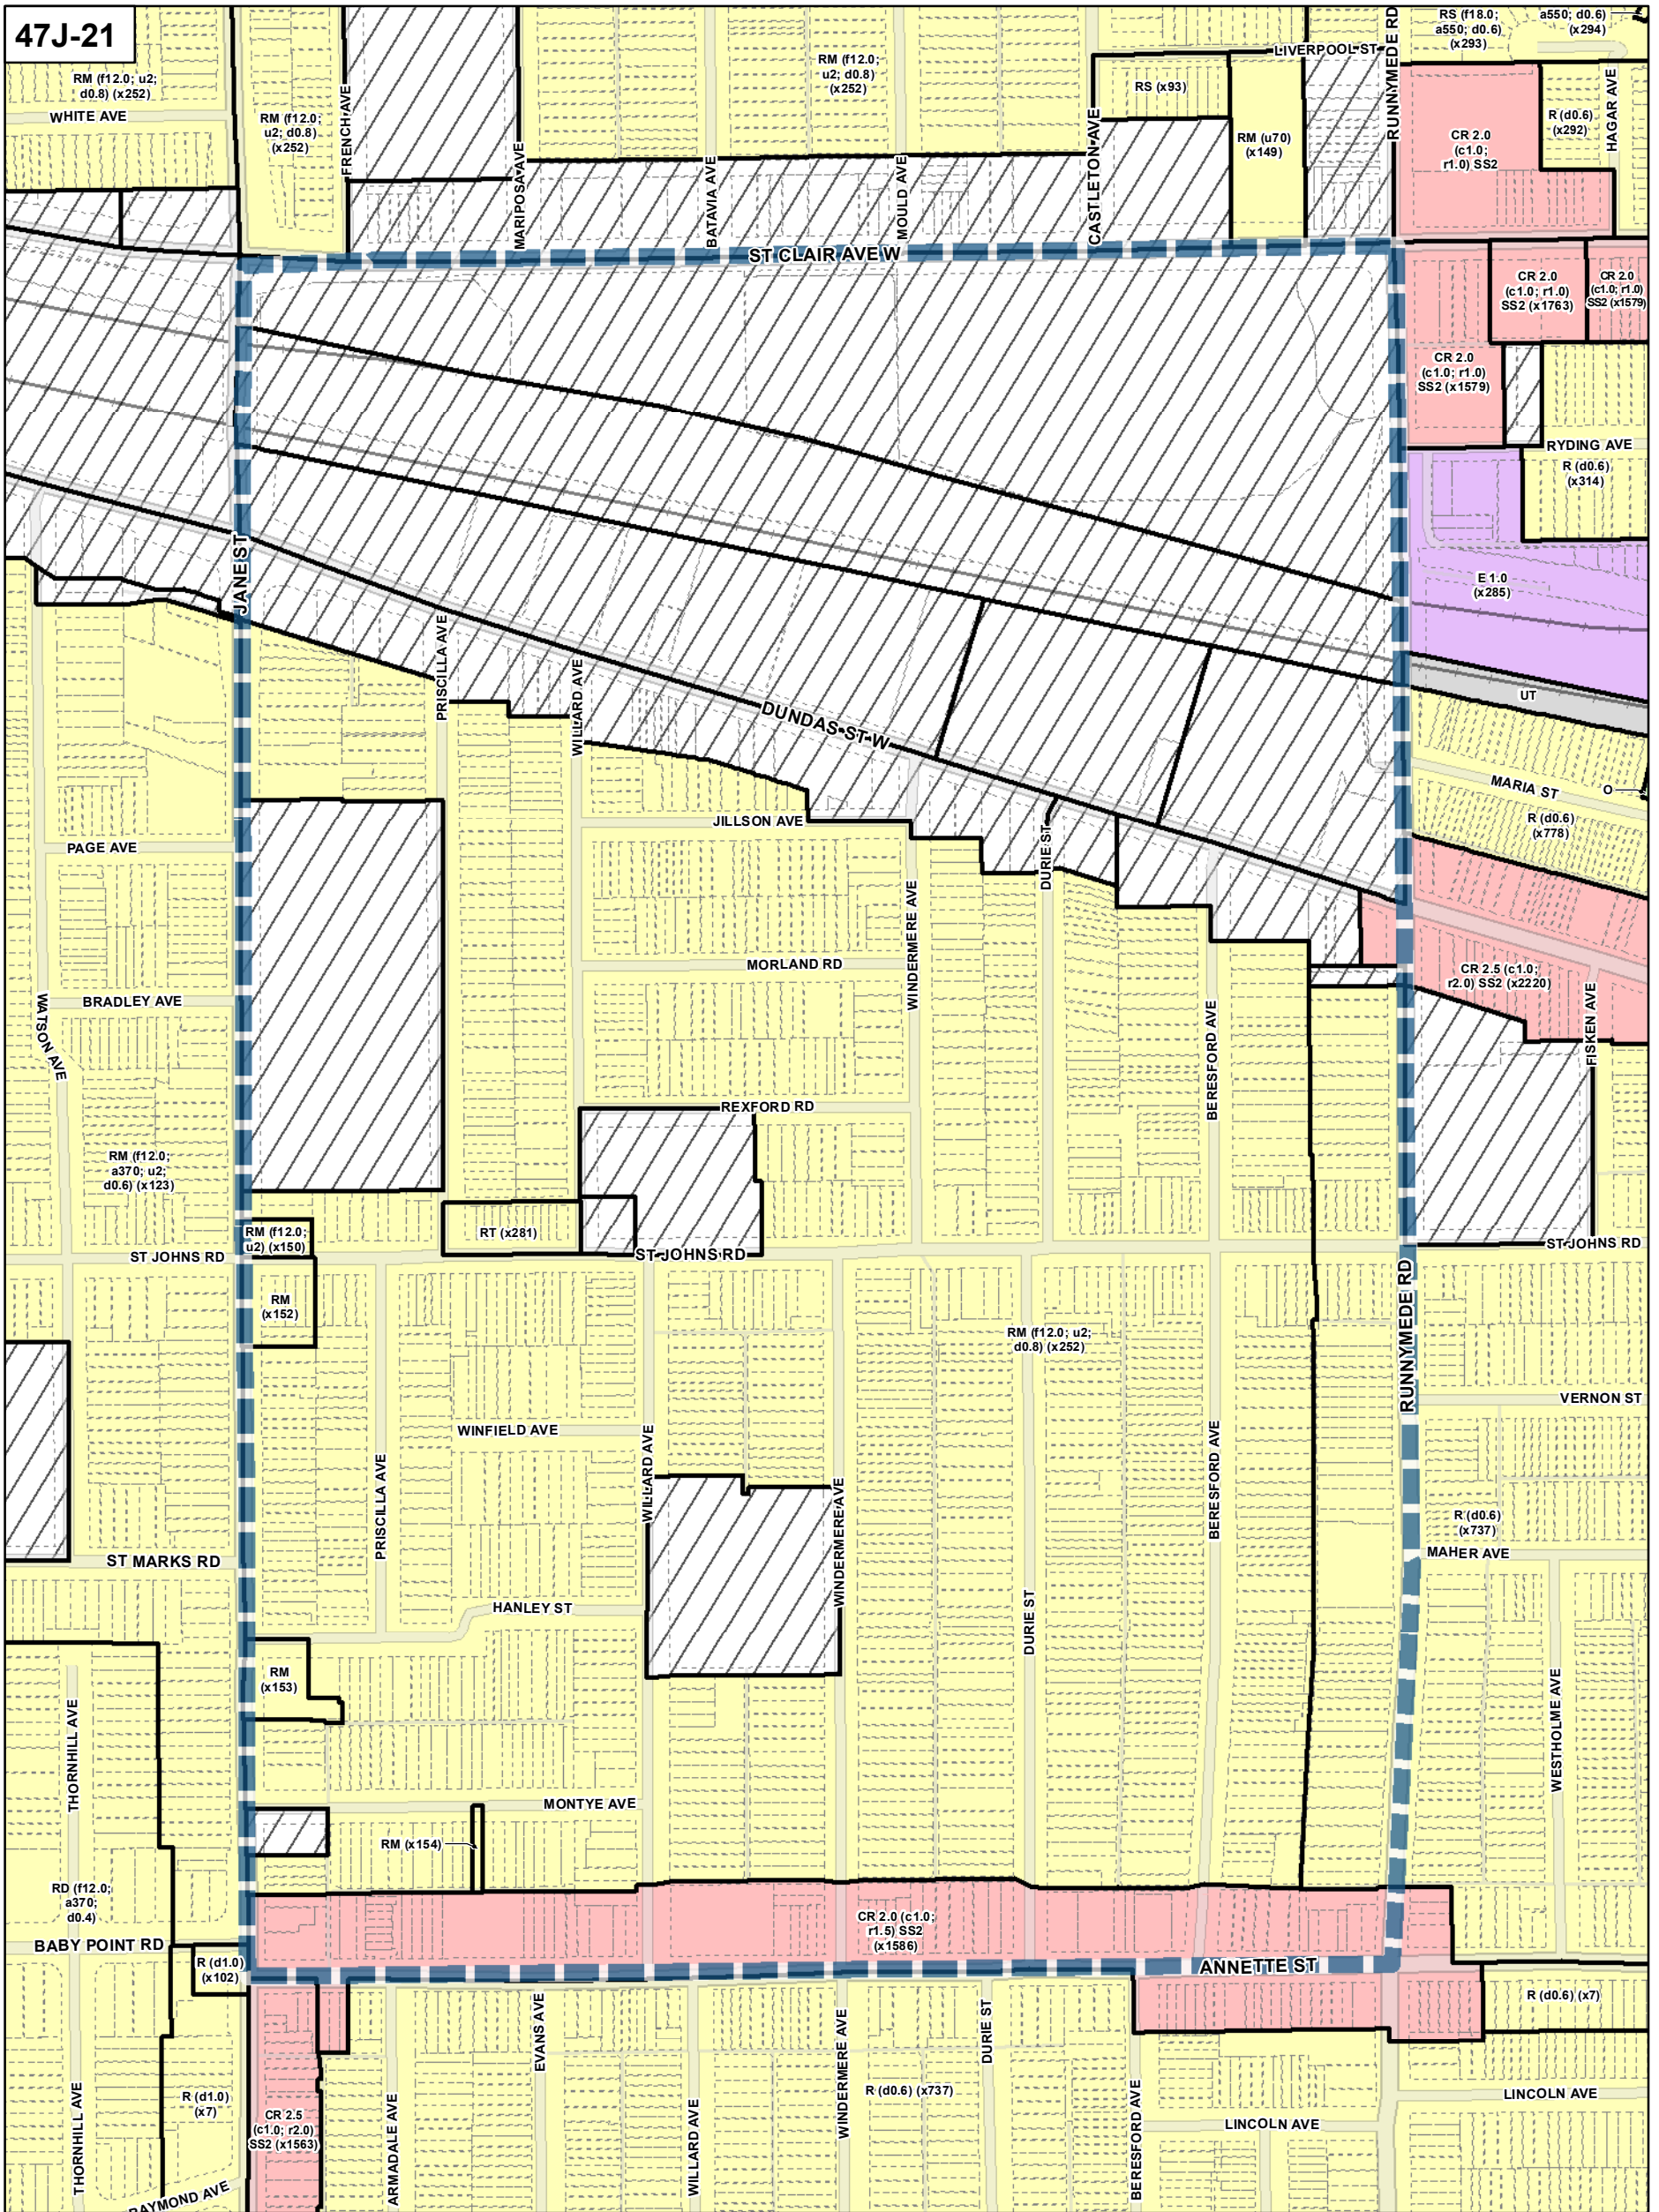 47J-21
RM (f12.0; u2;
d0.8) (x252)
WHITE AVE
RM (f12.0;
u2; d0.8)
(x252)
FRENCH AVE
MARIPOSA AVE
RM (f12.0;
u2; d0.8)
(x252)
BATAVIA AVE
MOULD AVE
CASTLETON AVE
LIVERPOOL ST
RS (x93)
RM (u70)
(x149)
RUNNYMEDE RD
RS (f18.0;
a550; d0.6)
(x293)
a550; d0.6)
(x294)
HAGAR AVE
R (d0.6)
(x292)
CR 2.0
(c1.0;
r1.0) SS2
ST CLAIR AVE W
CR 2.0
(c1.0; r1.0)
SS2 (x1763)
CR 2.0
(c1.0; r1.0)
SS2 (x1579)
CR 2.0
(c1.0; r1.0)
SS2 (x1579)
RYDING AVE
R (d0.6)
(x314)
E 1.0
(x285)
UT
JANE ST
PRISCILLA AVE
WILLARD AVE
DUNDAS ST W
MARIA ST
O
R (d0.6)
(x778)
JILLSON AVE
DURIE ST
PAGE AVE
WINDERMERE AVE
MORLAND RD
CR 2.5 (c1.0;
r2.0) SS2 (x2220)
BRADLEY AVE
WATSON AVE
BERESFORD AVE
FISKEN AVE
REXFORD RD
RM (f12.0;
a370; u2;
d0.6) (x123)
RM (f12.0;
u2) (x150)
RT (x281)
ST JOHNS RD
ST JOHNS RD
ST JOHNS RD
RM
(x152)
RM (f12.0; u2;
d0.8) (x252)
RUNNYMEDE RD
VERNON ST
WINFIELD AVE
PRISCILLA AVE
WILLARD AVE
WINDERMERE AVE
BERESFORD AVE
R (d0.6)
(x737)
MAHER AVE
ST MARKS RD
HANLEY ST
DURIE ST
RM
(x153)
THORNHILL AVE
WESTHOLME AVE
MONTYE AVE
RM (x154)
RD (f12.0;
a370;
d0.4)
CR 2.0 (c1.0;
r1.5) SS2
(x1586)
BABY POINT RD
R (d1.0)
(x102)
ANNETTE ST
R (d0.6) (x7)
EVANS AVE
WINDERMERE AVE
DURIE ST
THORNHILL AVE
R (d1.0)
(x7)
CR 2.5
(c1.0; r2.0)
SS2 (x1563)
ARMADALE AVE
WILLARD AVE
R (d0.6) (x737)
BERESFORD AVE
LINCOLN AVE
LINCOLN AVE
RAYMOND AVE